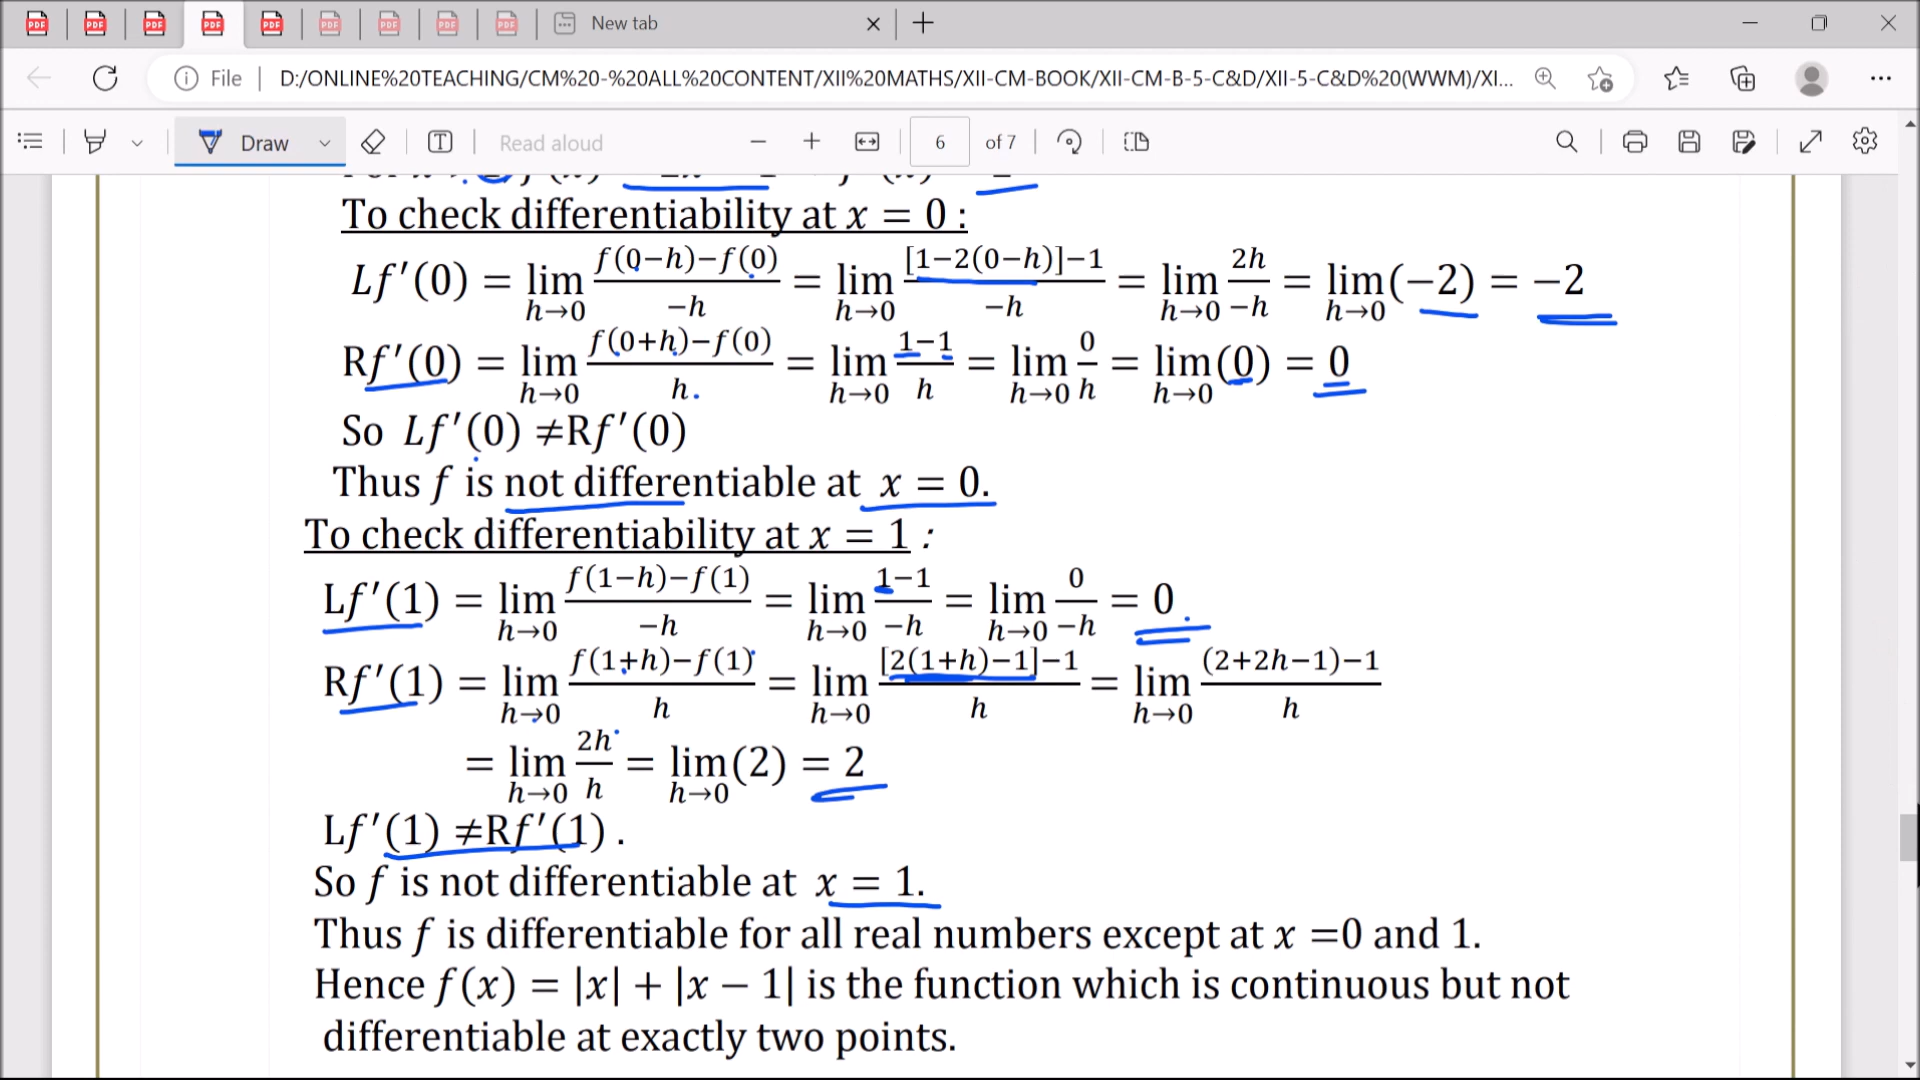 New tab
File D:/ONLINE%20TEACHING/CM%20-%20ALL%20CONTENT/XII%20MATHS/XII-CM-BOOK/XII-CM-B-5-C&D/XII-5-C&D%20(WWM)/XI...
Draw Read aloud 6 of 7
To check differentiability at x = 0 :
Lf′(0) = lim h→0 (f(0−h)−f(0))/(−h) = lim h→0 ([1−2(0−h)]−1)/(−h) = lim h→0 2h/(−h) = lim h→0 (−2) = −2
Rf′(0) = lim h→0 (f(0+h)−f(0))/h = lim h→0 (1−1)/h = lim h→0 0/h = lim h→0 (0) = 0
So Lf′(0) ≠Rf′(0)
Thus f is not differentiable at x = 0.
To check differentiability at x = 1 :
Lf′(1) = lim h→0 (f(1−h)−f(1))/(−h) = lim h→0 (1−1)/(−h) = lim h→0 0/(−h) = 0
Rf′(1) = lim h→0 (f(1+h)−f(1))/h = lim h→0 ([2(1+h)−1]−1)/h = lim h→0 ((2+2h−1)−1)/h
= lim h→0 2h/h = lim h→0 (2) = 2
Lf′(1) ≠Rf′(1) .
So f is not differentiable at x = 1.
Thus f is differentiable for all real numbers except at x =0 and 1.
Hence f(x) = |x| + |x − 1| is the function which is continuous but not
differentiable at exactly two points.